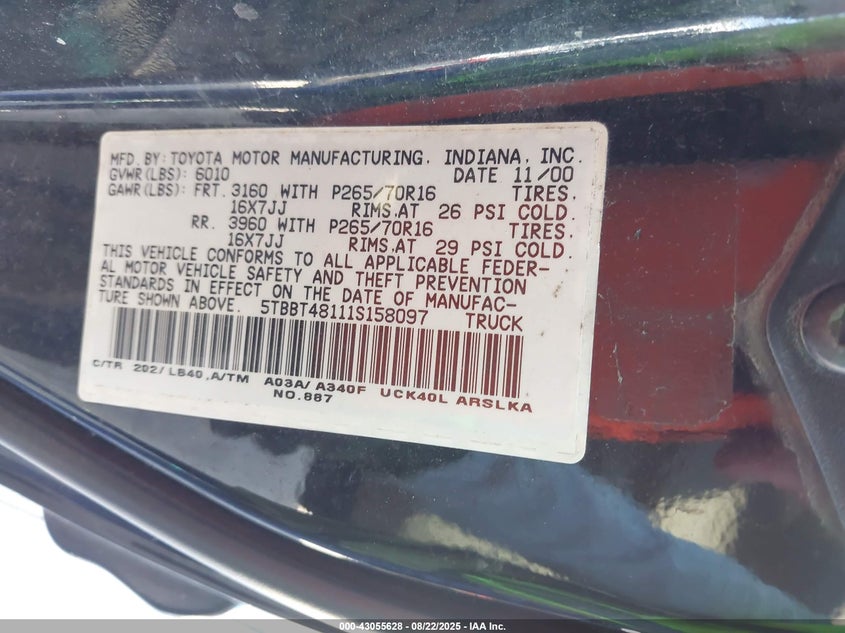 MFD. BY: TOYOTA MOTOR MANUFACTURING, INDIANA, INC.
GVWR(LBS): 6010 DATE 11/00
GAWR(LBS): FRT. 3160 WITH P265/70R16 TIRES,
16X7JJ RIMS,AT 26 PSI COLD.
RR. 3960 WITH P265/70R16 TIRES,
16X7JJ RIMS,AT 29 PSI COLD.
THIS VEHICLE CONFORMS TO ALL APPLICABLE FEDER-
AL MOTOR VEHICLE SAFETY AND THEFT PREVENTION
STANDARDS IN EFFECT ON THE DATE OF MANUFAC-
TURE SHOWN ABOVE. 5TBBT48111S158097 TRUCK
C/TR 202/ LB40 ,A/TM A03A/ A340F UCK40L ARSLKA
NO.887
000-43055628 - 08/22/2025 - IAA Inc.